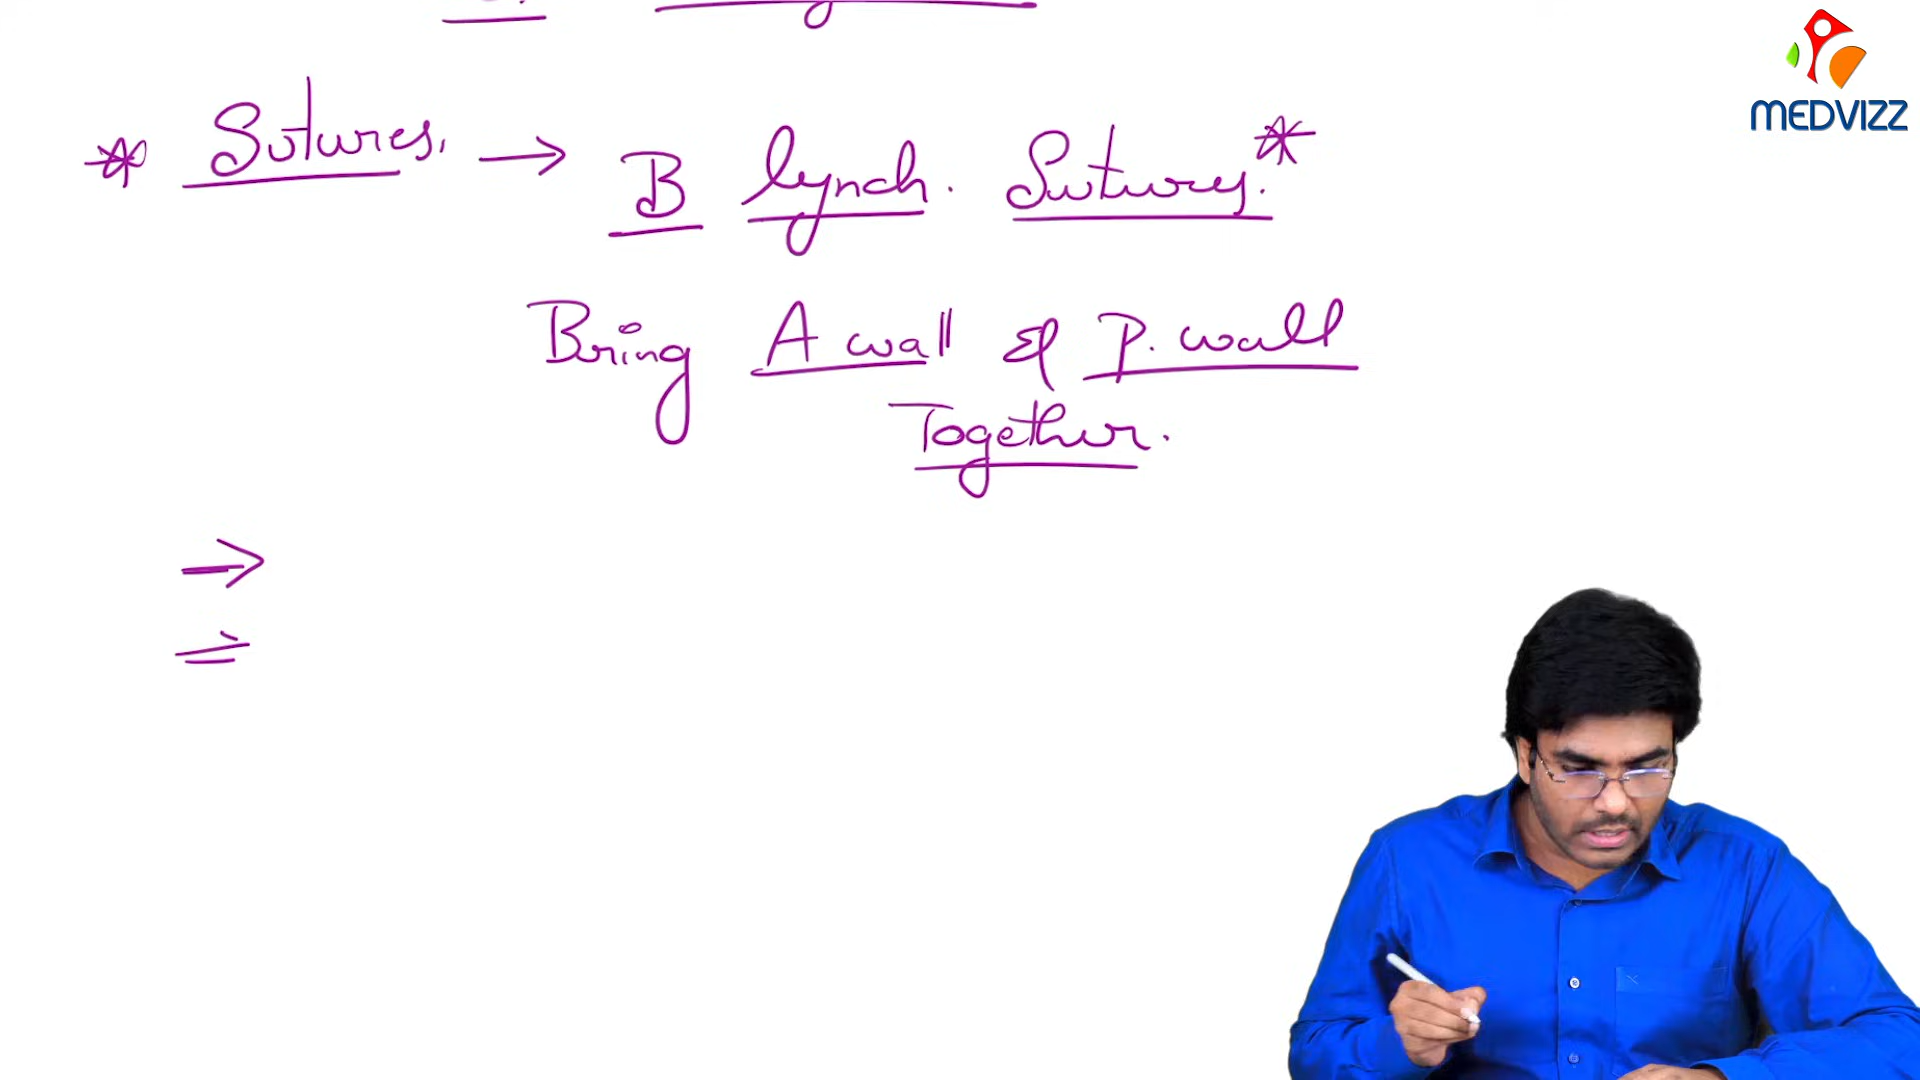 MEDVIZZ
* Sutures. → B lynch. Sutures.*
Bring A wall & P. wall
Together.
→
⇒